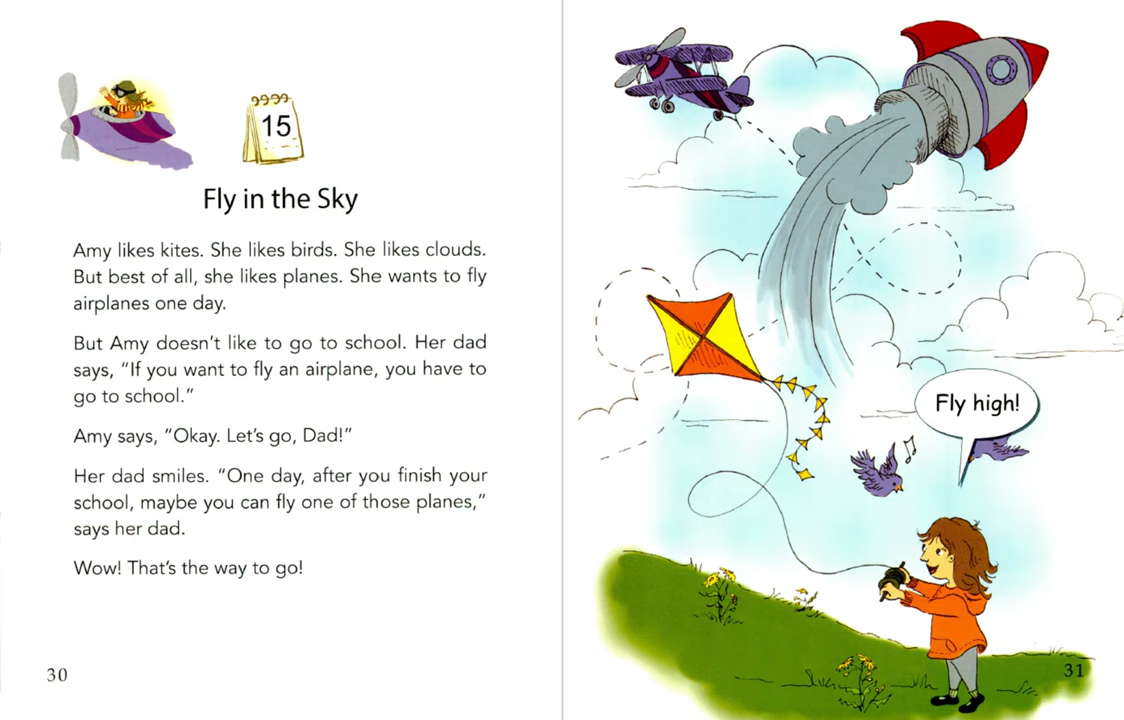 15
Fly in the Sky
Amy likes kites. She likes birds. She likes clouds.
But best of all, she likes planes. She wants to fly
airplanes one day.
But Amy doesn't like to go to school. Her dad
says, “If you want to fly an airplane, you have to
go to school.”
Amy says, “Okay. Let's go, Dad!”
Her dad smiles. “One day, after you finish your
school, maybe you can fly one of those planes,”
says her dad.
Wow! That's the way to go!
30
Fly high!
31